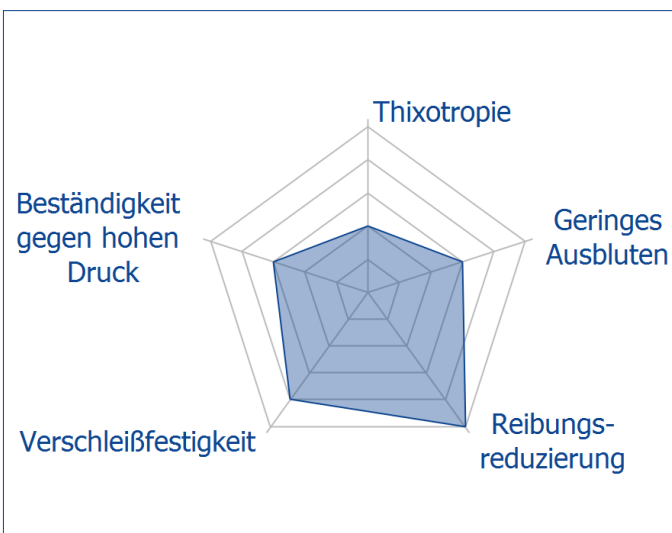 Thixotropie
Beständigkeit
gegen hohen
Druck
Geringes
Ausbluten
Verschleißfestigkeit
Reibungs-
reduzierung